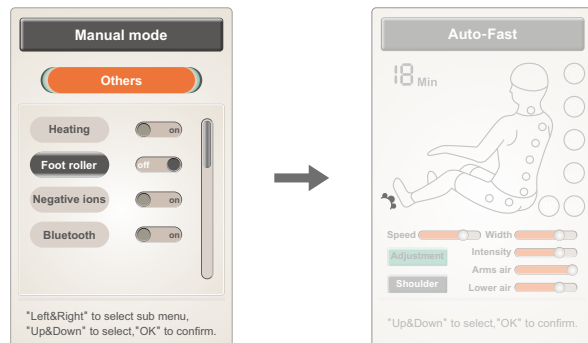 Manual mode
Others
Heating on
Foot roller off
Negative ions on
Bluetooth on
"Left&Right" to select sub menu,
"Up&Down" to select,"OK" to confirm.
Auto-Fast
18 Min
Speed Width
Adjustment Intensity
Arms air
Shoulder Lower air
"Up&Down" to select,"OK" to confirm.